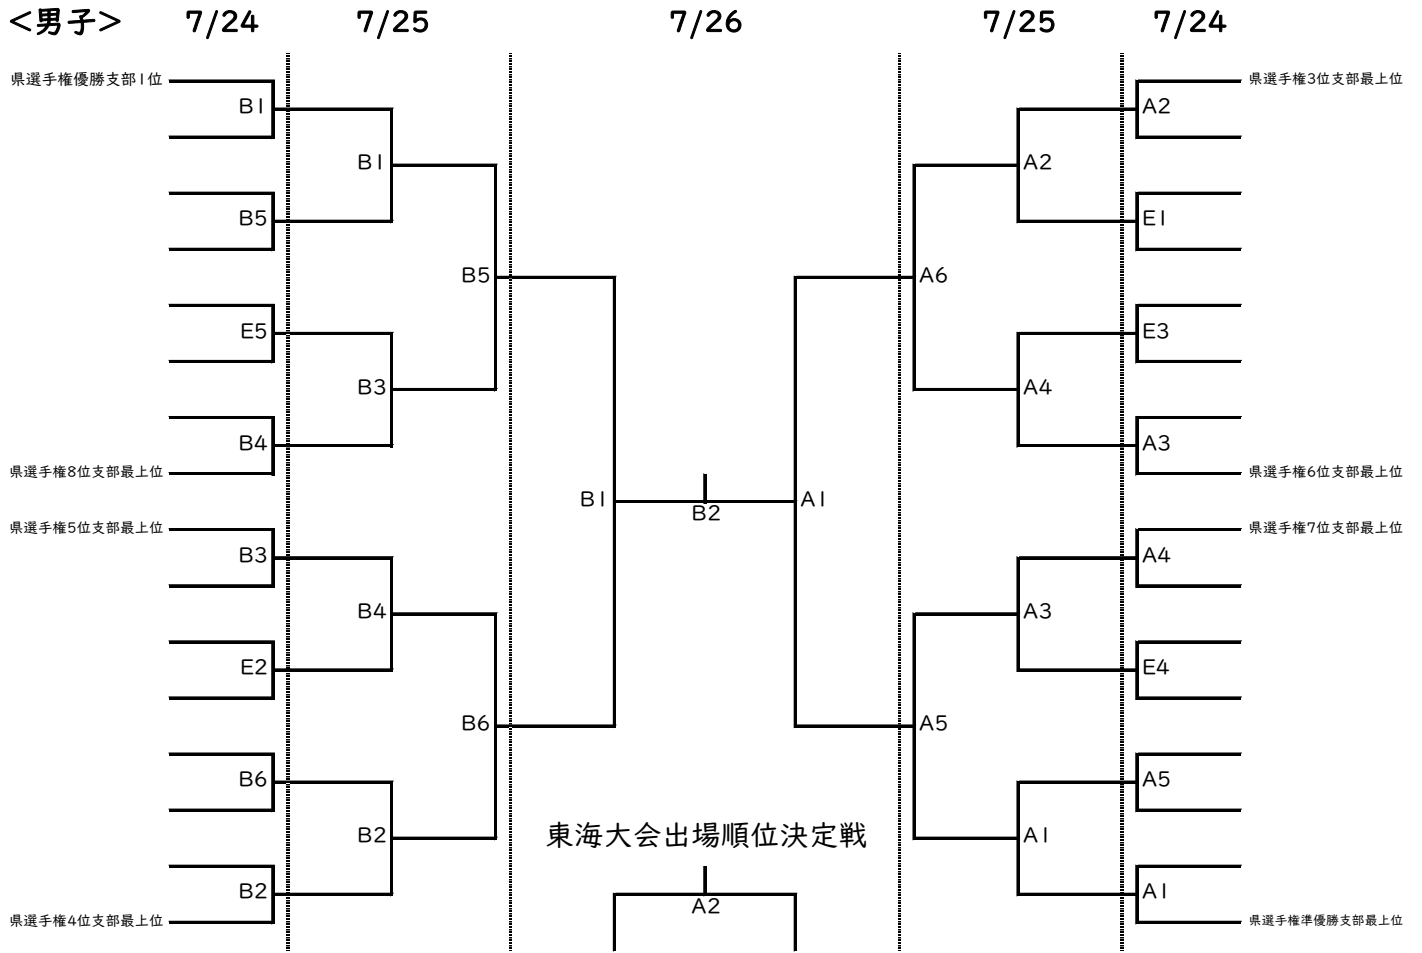 <男子> 7/24 7/25 7/26 7/25 7/24
県選手権優勝支部1位 県選手権3位支部最上位
B1 A2
B1 A2
B5 E1
B5 A6
E5 E3
B3 A4
B4 A3
県選手権8位支部最上位 県選手権6位支部最上位
B1 A1
B2
県選手権5位支部最上位 県選手権7位支部最上位
B3 A4
B4 A3
E2 E4
B6 A5
B6 A5
B2 A1
東海大会出場順位決定戦
B2 A1
A2
県選手権4位支部最上位 県選手権準優勝支部最上位